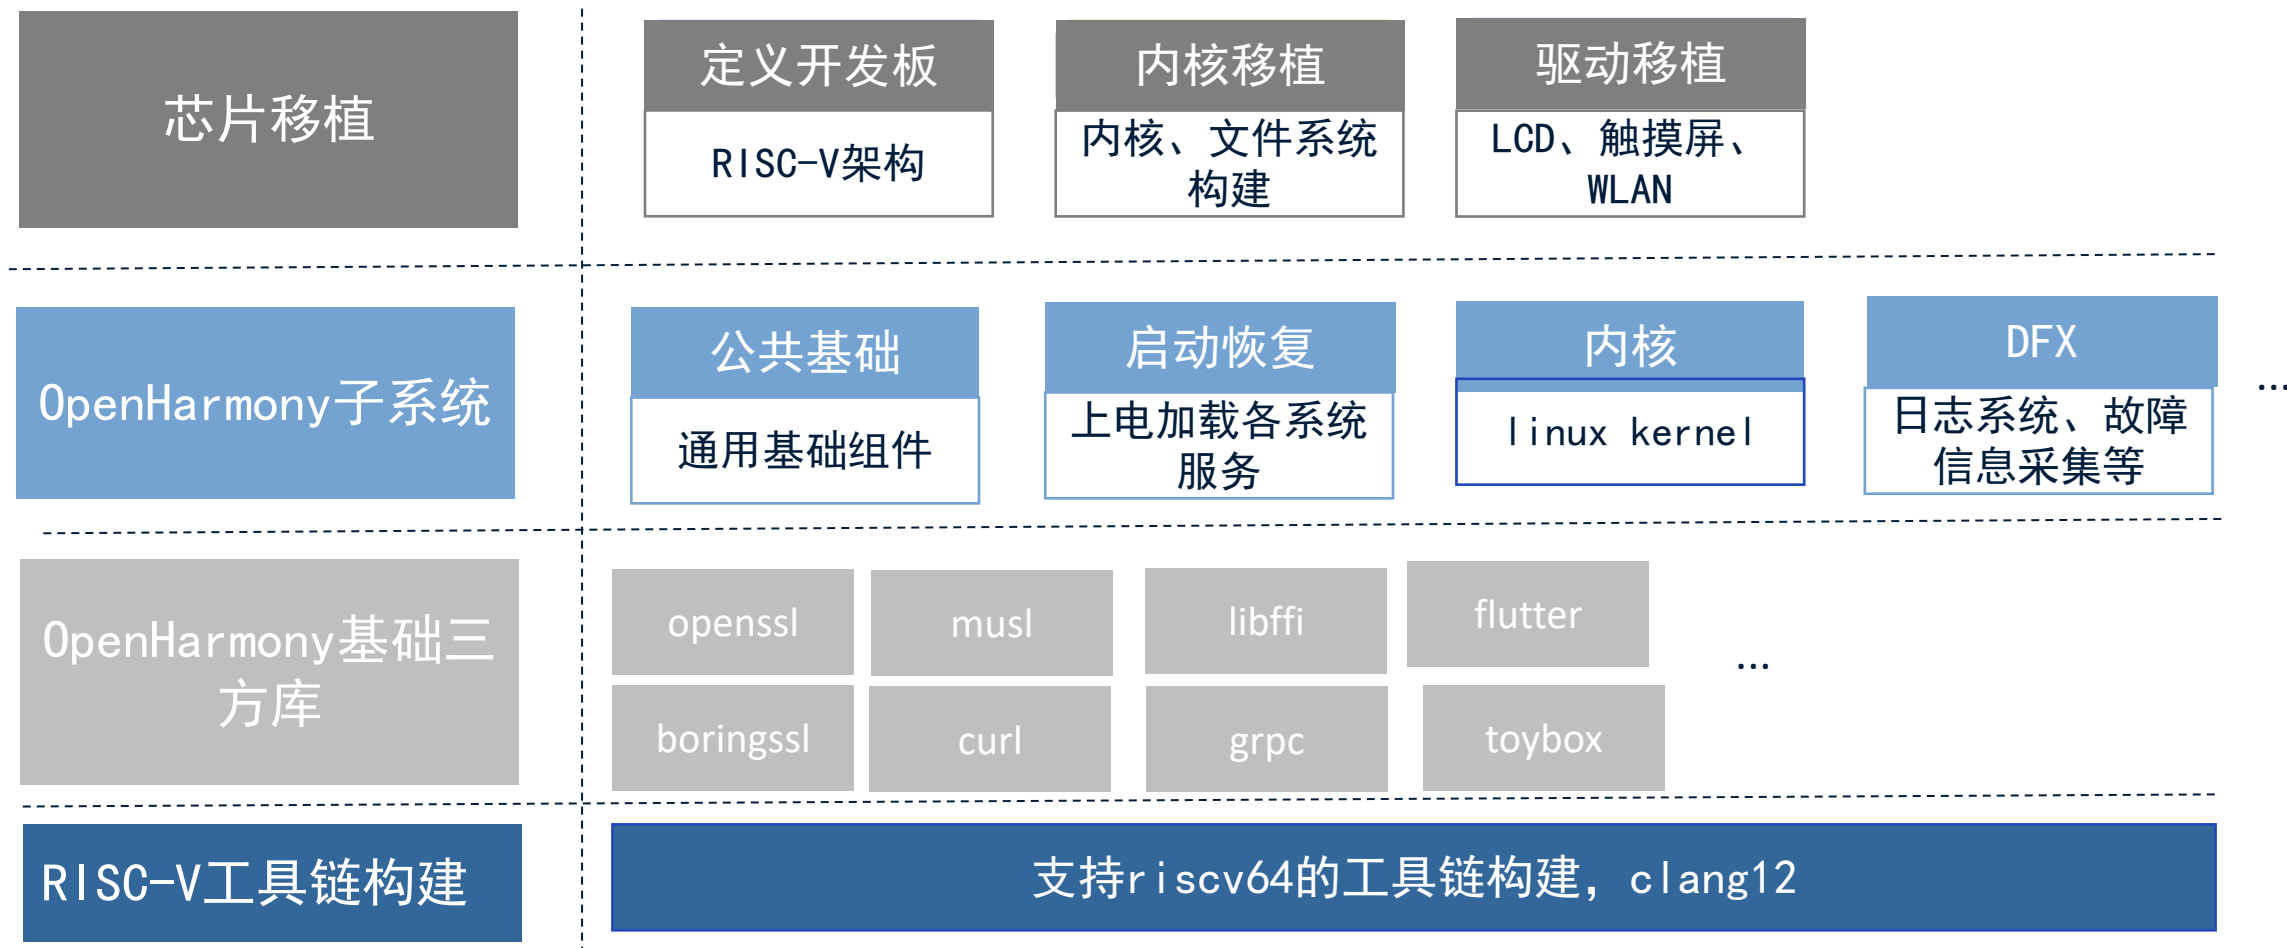 芯片移植
定义开发板
RISC-V架构
内核移植
内核、文件系统
构建
驱动移植
LCD、触摸屏、
WLAN
OpenHarmony子系统
公共基础
通用基础组件
启动恢复
上电加载各系统
服务
内核
linux kernel
DFX
日志系统、故障
信息采集等
...
OpenHarmony基础三
方库
openssl
musl
libffi
flutter
...
boringssl
curl
grpc
toybox
RISC-V工具链构建
支持riscv64的工具链构建，clang12